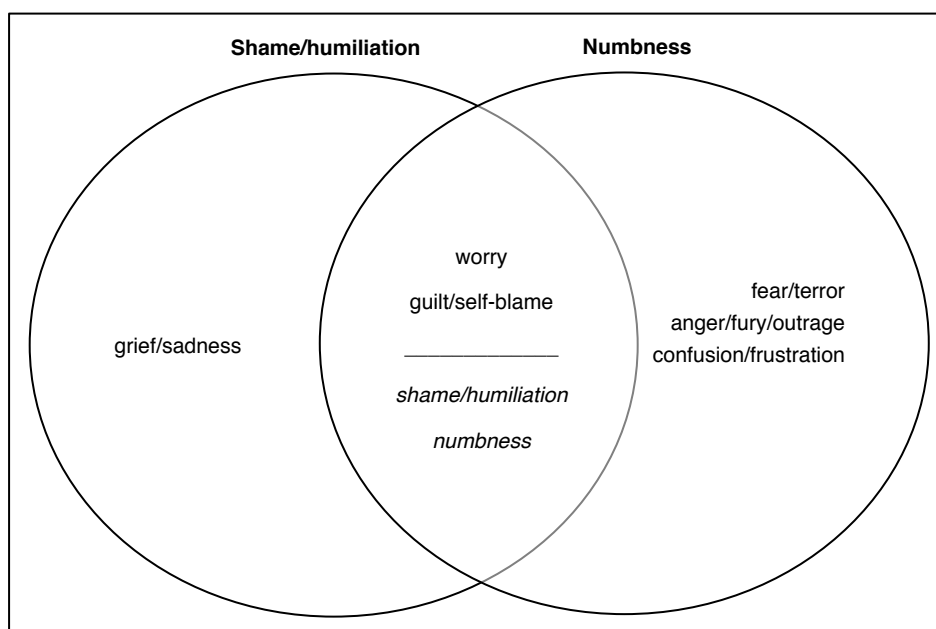 Shame/humiliation
Numbness
grief/sadness
worry
guilt/self-blame
_______________
shame/humiliation
numbness
fear/terror
anger/fury/outrage
confusion/frustration